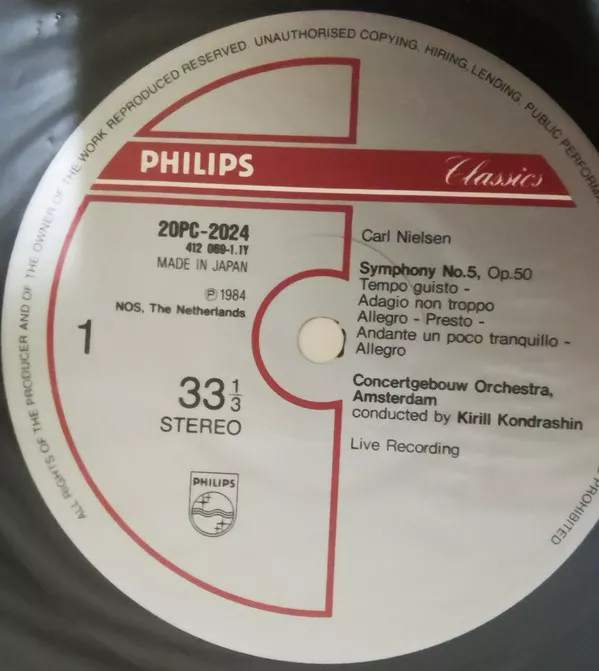 ALL RIGHTS OF THE PRODUCER AND OF THE OWNER OF THE WORK REPRODUCED RESERVED. UNAUTHORISED COPYING, HIRING, LENDING, PUBLIC PERFORMA
PROHIBITED
PHILIPS
Classics
20PC-2024
412 069-1.1Y
MADE IN JAPAN
℗ 1984
NOS, The Netherlands
1
33 1/3
STEREO
PHILIPS
Carl Nielsen
Symphony No.5, Op.50
Tempo guisto -
Adagio non troppo
Allegro - Presto -
Andante un poco tranquillo -
Allegro
Concertgebouw Orchestra,
Amsterdam
conducted by Kirill Kondrashin
Live Recording